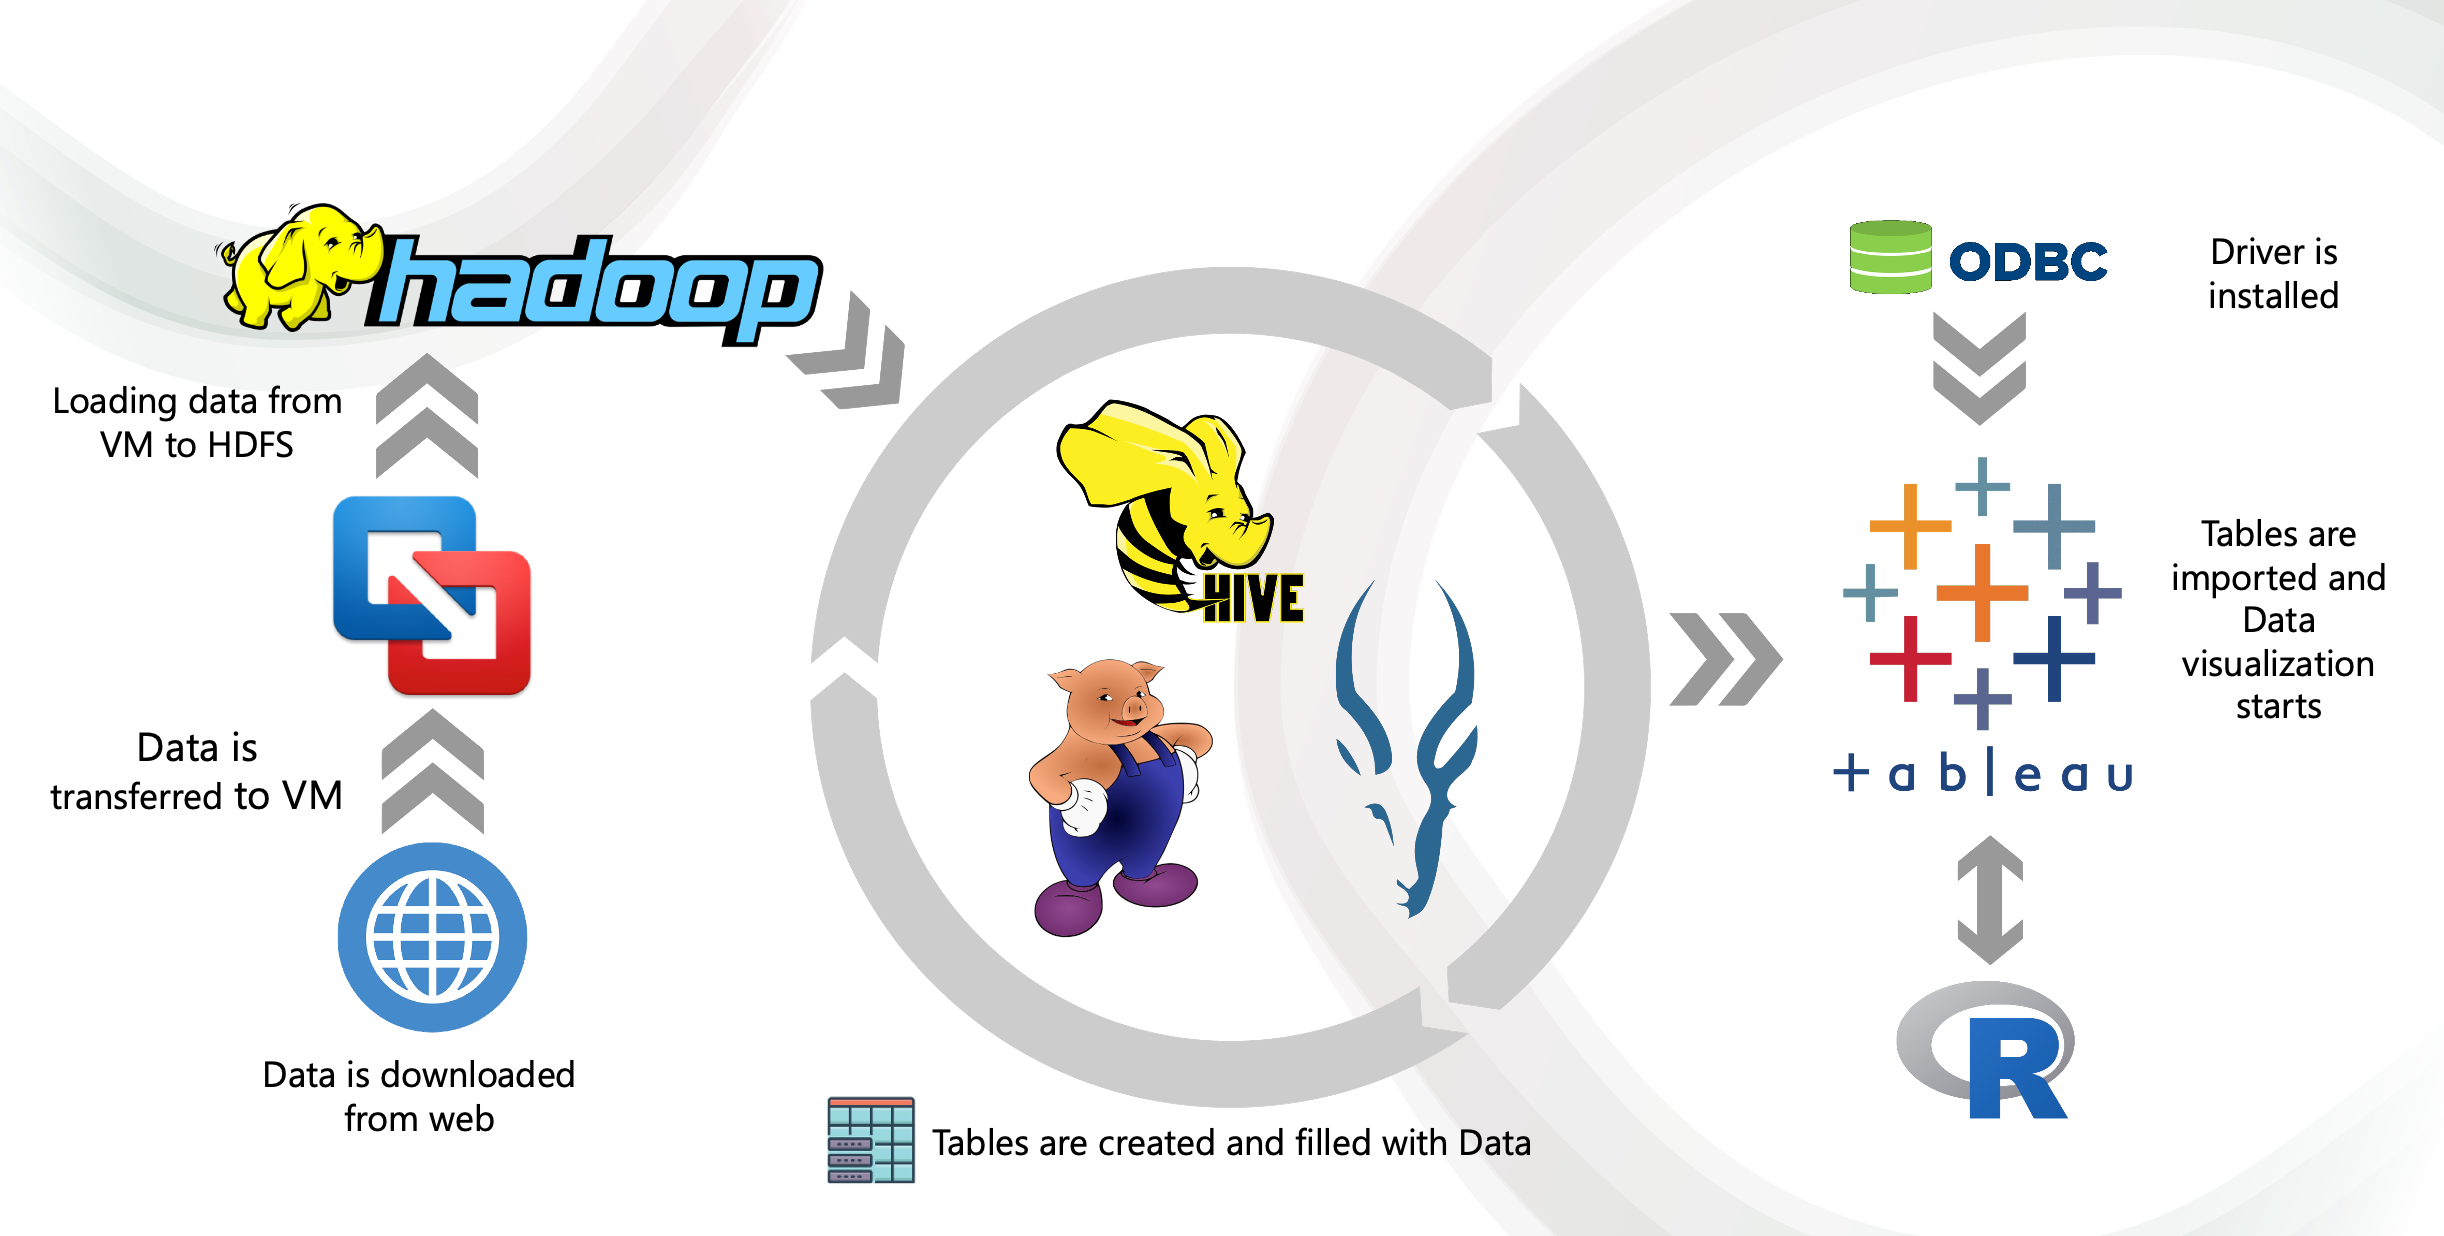 hadoop
Loading data from
VM to HDFS
Data is
transferred to VM
Data is downloaded
from web
HIVE
Tables are created and filled with Data
ODBC
Driver is
installed
Tables are
imported and
Data
visualization
starts
+ableau
R